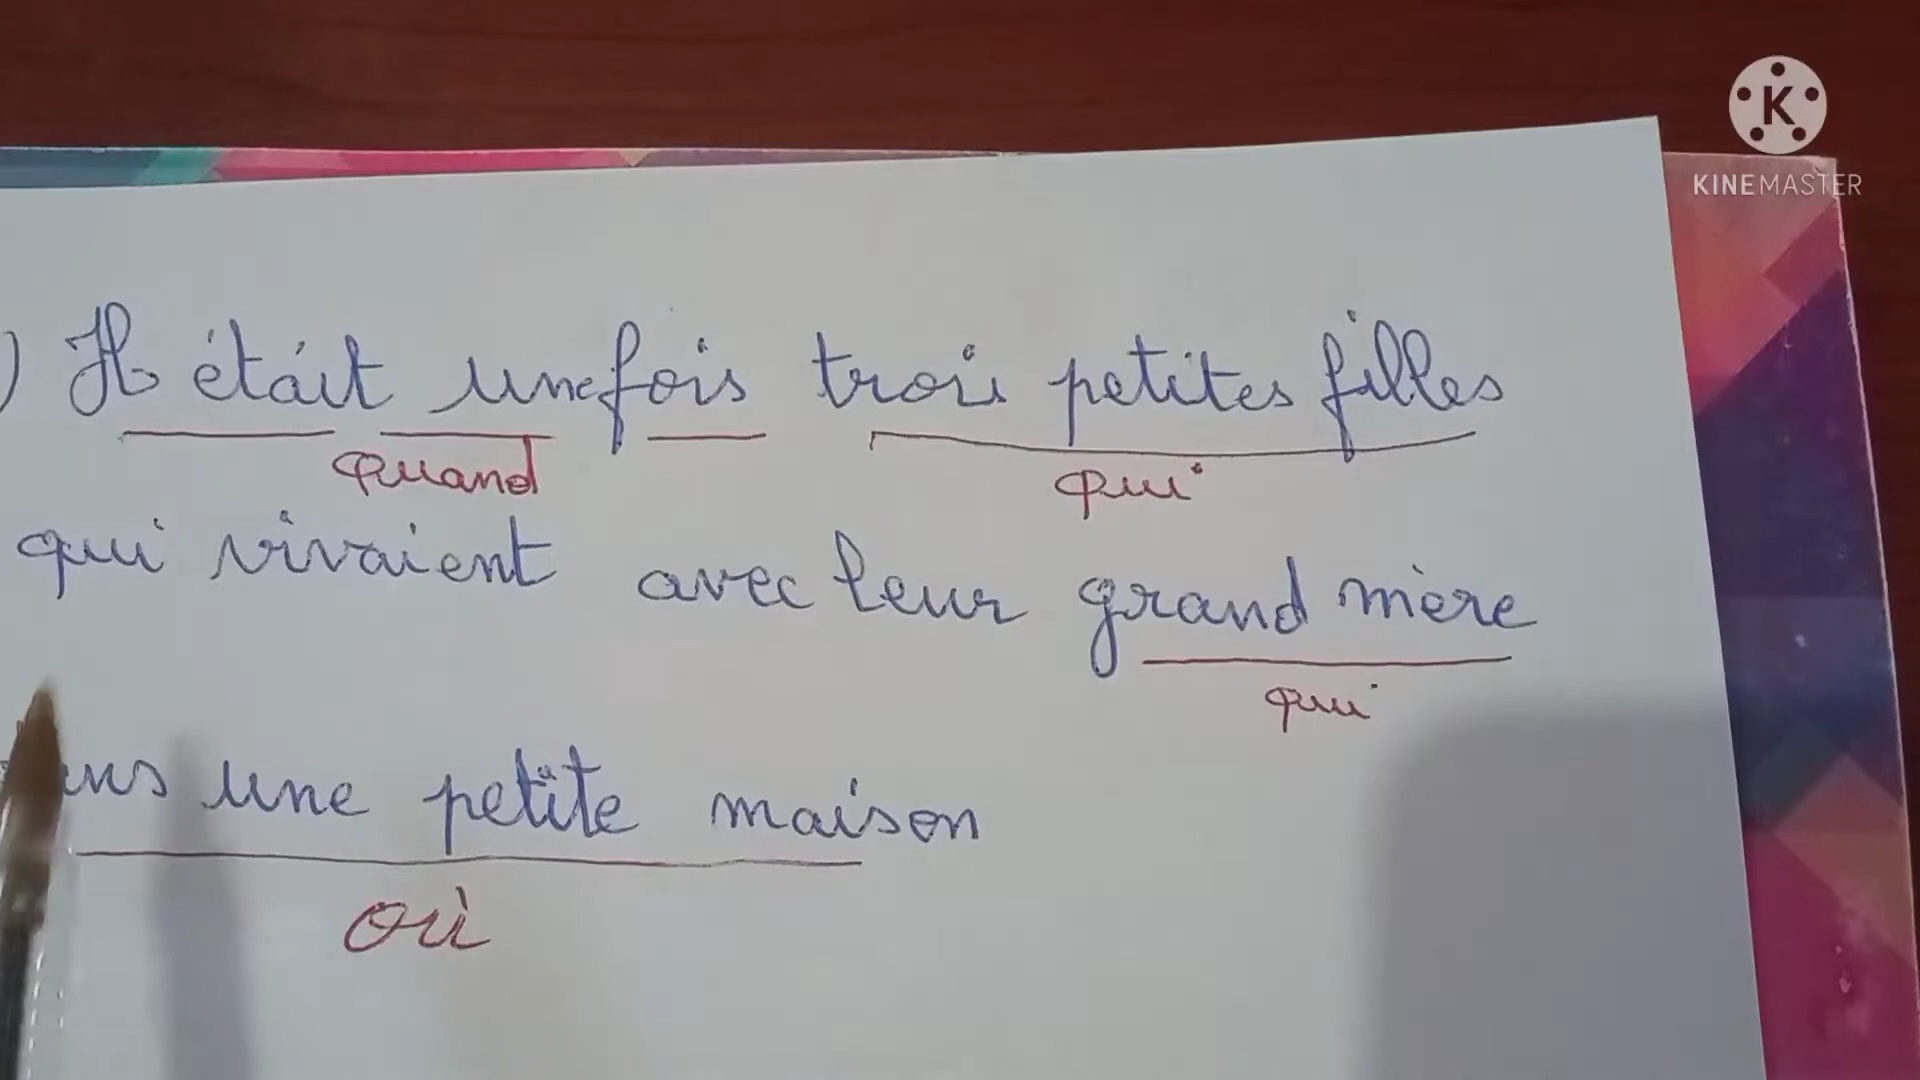 ) Il était une fois trois petites filles
quand qui
qui vivaient avec leur grand mère
qui
ans une petite maison
où
K
KINEMASTER